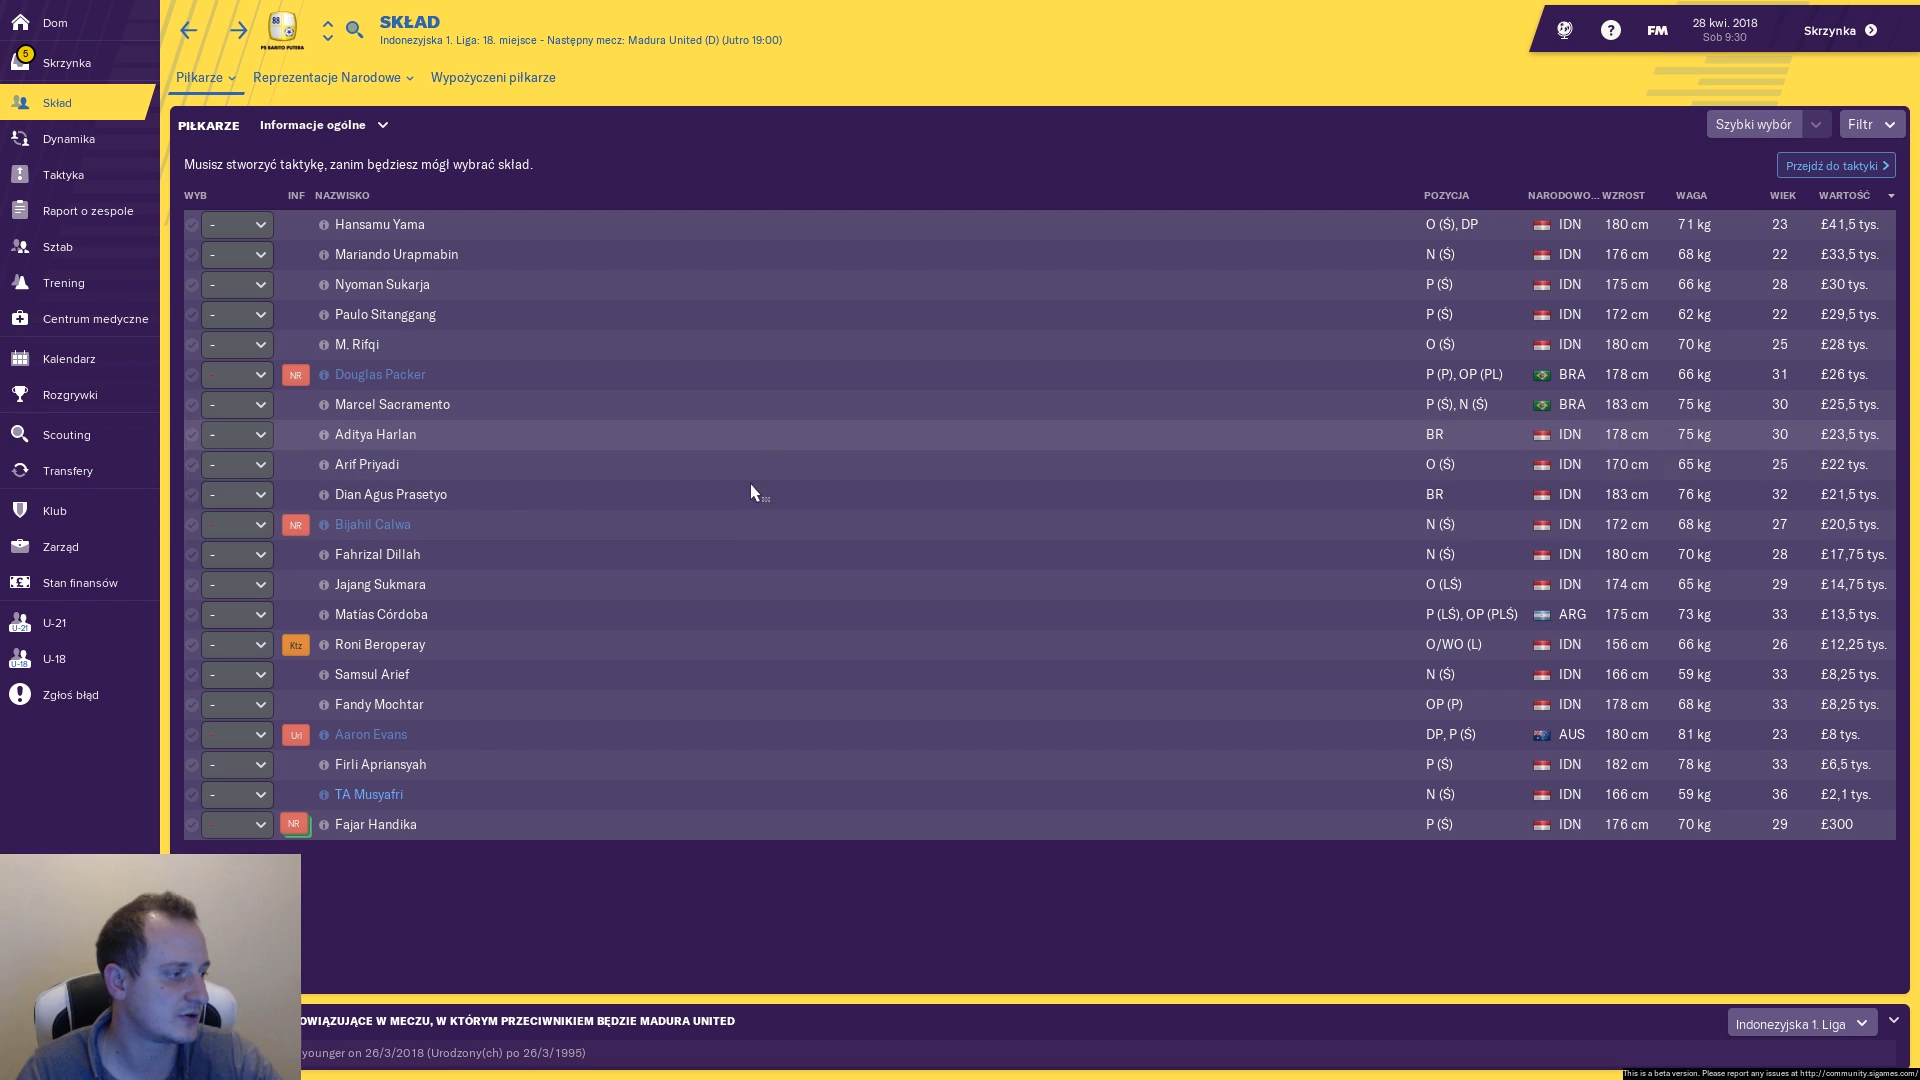 Dom
5
Skrzynka
Skład
Dynamika
Taktyka
Raport o zespole
Sztab
Trening
Centrum medyczne
Kalendarz
Rozgrywki
Scouting
Transfery
Klub
Zarząd
Stan finansów
U-21 U-21
U-18 U-18
Zgłoś błąd
88
PS BARITO PUTERA
SKŁAD
Indonezyjska 1. Liga: 18. miejsce - Następny mecz: Madura United (D) (Jutro 19:00)
? FM 28 kwi. 2018 Skrzynka
Sob 9:30
Piłkarze Reprezentacje Narodowe Wypożyczeni piłkarze
PIŁKARZE Informacje ogólne Szybki wybór Filtr
Musisz stworzyć taktykę, zanim będziesz mógł wybrać skład. Przejdź do taktyki
WYB INF NAZWISKO POZYCJA NARODOWO... WZROST WAGA WIEK WARTOŚĆ
- Hansamu Yama O (Ś), DP IDN 180 cm 71 kg 23 £41,5 tys.
- Mariando Urapmabin N (Ś) IDN 176 cm 68 kg 22 £33,5 tys.
- Nyoman Sukarja P (Ś) IDN 175 cm 66 kg 28 £30 tys.
- Paulo Sitanggang P (Ś) IDN 172 cm 62 kg 22 £29,5 tys.
- M. Rifqi O (Ś) IDN 180 cm 70 kg 25 £28 tys.
- NR Douglas Packer P (P), OP (PL) BRA 178 cm 66 kg 31 £26 tys.
- Marcel Sacramento P (Ś), N (Ś) BRA 183 cm 75 kg 30 £25,5 tys.
- Aditya Harlan BR IDN 178 cm 75 kg 30 £23,5 tys.
- Arif Priyadi O (Ś) IDN 170 cm 65 kg 25 £22 tys.
- Dian Agus Prasetyo BR IDN 183 cm 76 kg 32 £21,5 tys.
- NR Bijahil Calwa N (Ś) IDN 172 cm 68 kg 27 £20,5 tys.
- Fahrizal Dillah N (Ś) IDN 180 cm 70 kg 28 £17,75 tys.
- Jajang Sukmara O (LŚ) IDN 174 cm 65 kg 29 £14,75 tys.
- Matías Córdoba P (LŚ), OP (PLŚ) ARG 175 cm 73 kg 33 £13,5 tys.
- Ktz Roni Beroperay O/WO (L) IDN 156 cm 66 kg 26 £12,25 tys.
- Samsul Arief N (Ś) IDN 166 cm 59 kg 33 £8,25 tys.
- Fandy Mochtar OP (P) IDN 178 cm 68 kg 33 £8,25 tys.
- Url Aaron Evans DP, P (Ś) AUS 180 cm 81 kg 23 £8 tys.
- Firli Apriansyah P (Ś) IDN 182 cm 78 kg 33 £6,5 tys.
- TA Musyafri N (Ś) IDN 166 cm 59 kg 36 £2,1 tys.
- NR Fajar Handika P (Ś) IDN 176 cm 70 kg 29 £300
OWIĄZUJĄCE W MECZU, W KTÓRYM PRZECIWNIKIEM BĘDZIE MADURA UNITED Indonezyjska 1. Liga
younger on 26/3/2018 (Urodzony(ch) po 26/3/1995)
This is a beta version. Please report any issues at http://community.sigames.com/